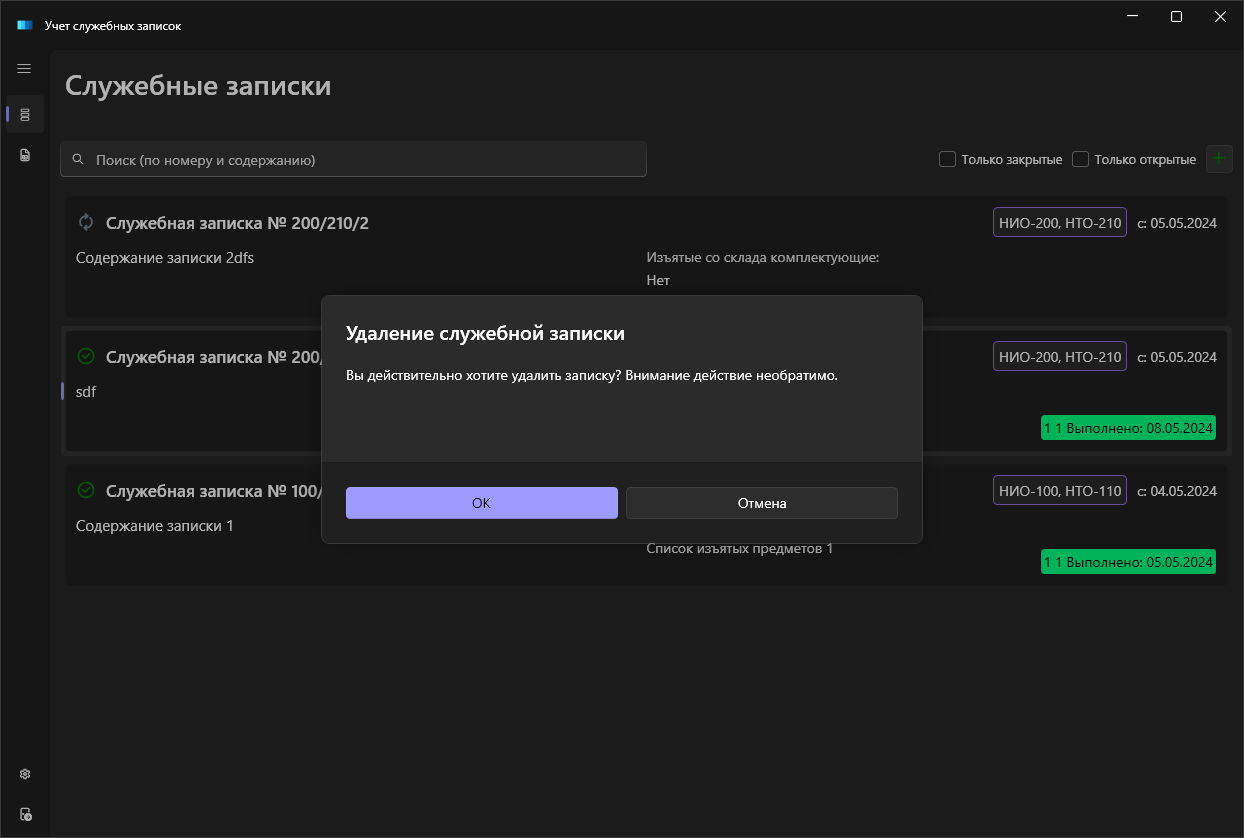 Учет служебных записок
Служебные записки
Поиск (по номеру и содержанию)
Только закрытые
Только открытые
Служебная записка № 200/210/2
НИО-200, НТО-210
с: 05.05.2024
Содержание записки 2dfs
Изъятые со склада комплектующие:
Нет
Служебная записка № 200/
НИО-200, НТО-210
с: 05.05.2024
sdf
1 1 Выполнено: 08.05.2024
Удаление служебной записки
Вы действительно хотите удалить записку? Внимание действие необратимо.
ОК
Отмена
Служебная записка № 100/
НИО-100, НТО-110
с: 04.05.2024
Содержание записки 1
Список изъятых предметов 1
1 1 Выполнено: 05.05.2024